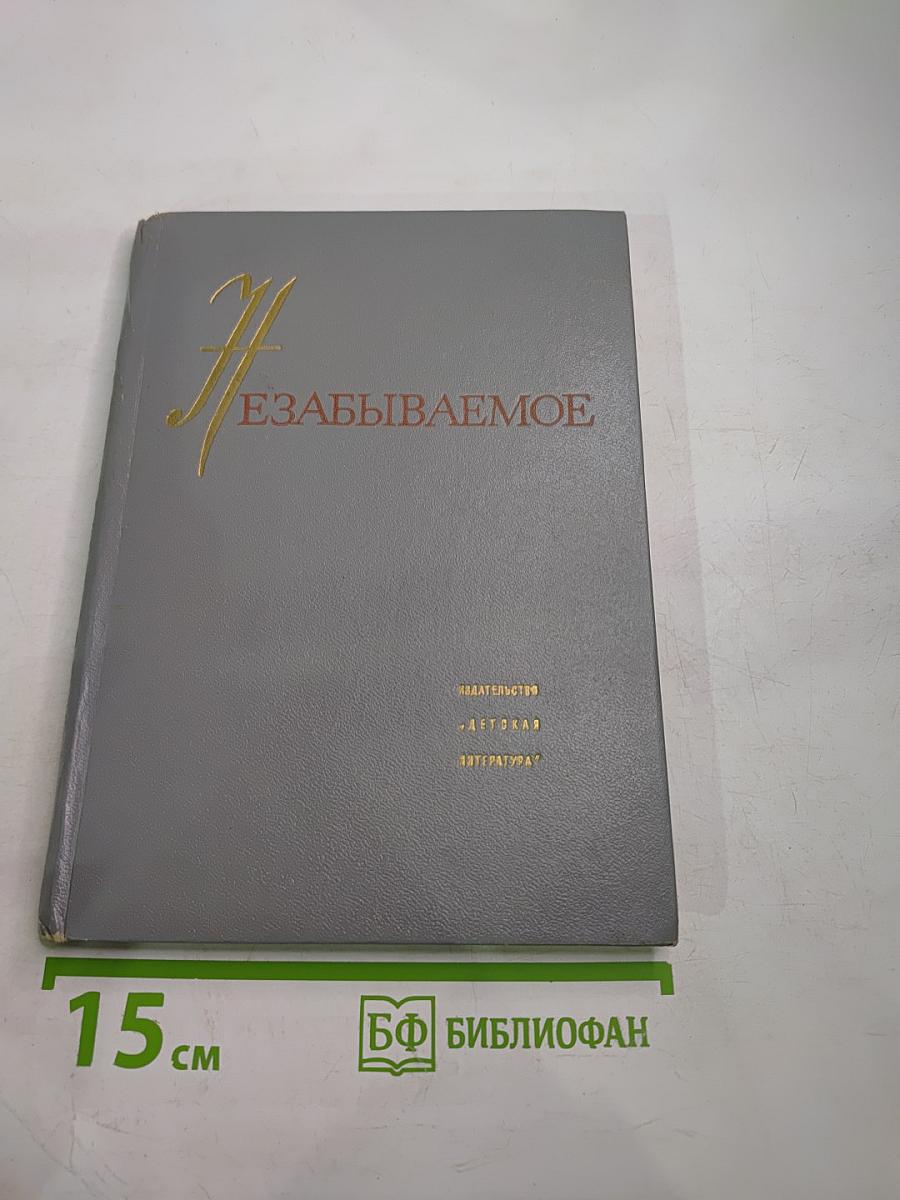 НЕЗАБЫВАЕМОЕ
ИЗДАТЕЛЬСТВО
„ДЕТСКАЯ
ЛИТЕРАТУРА"
15 см
БФ БИБЛИОФАН